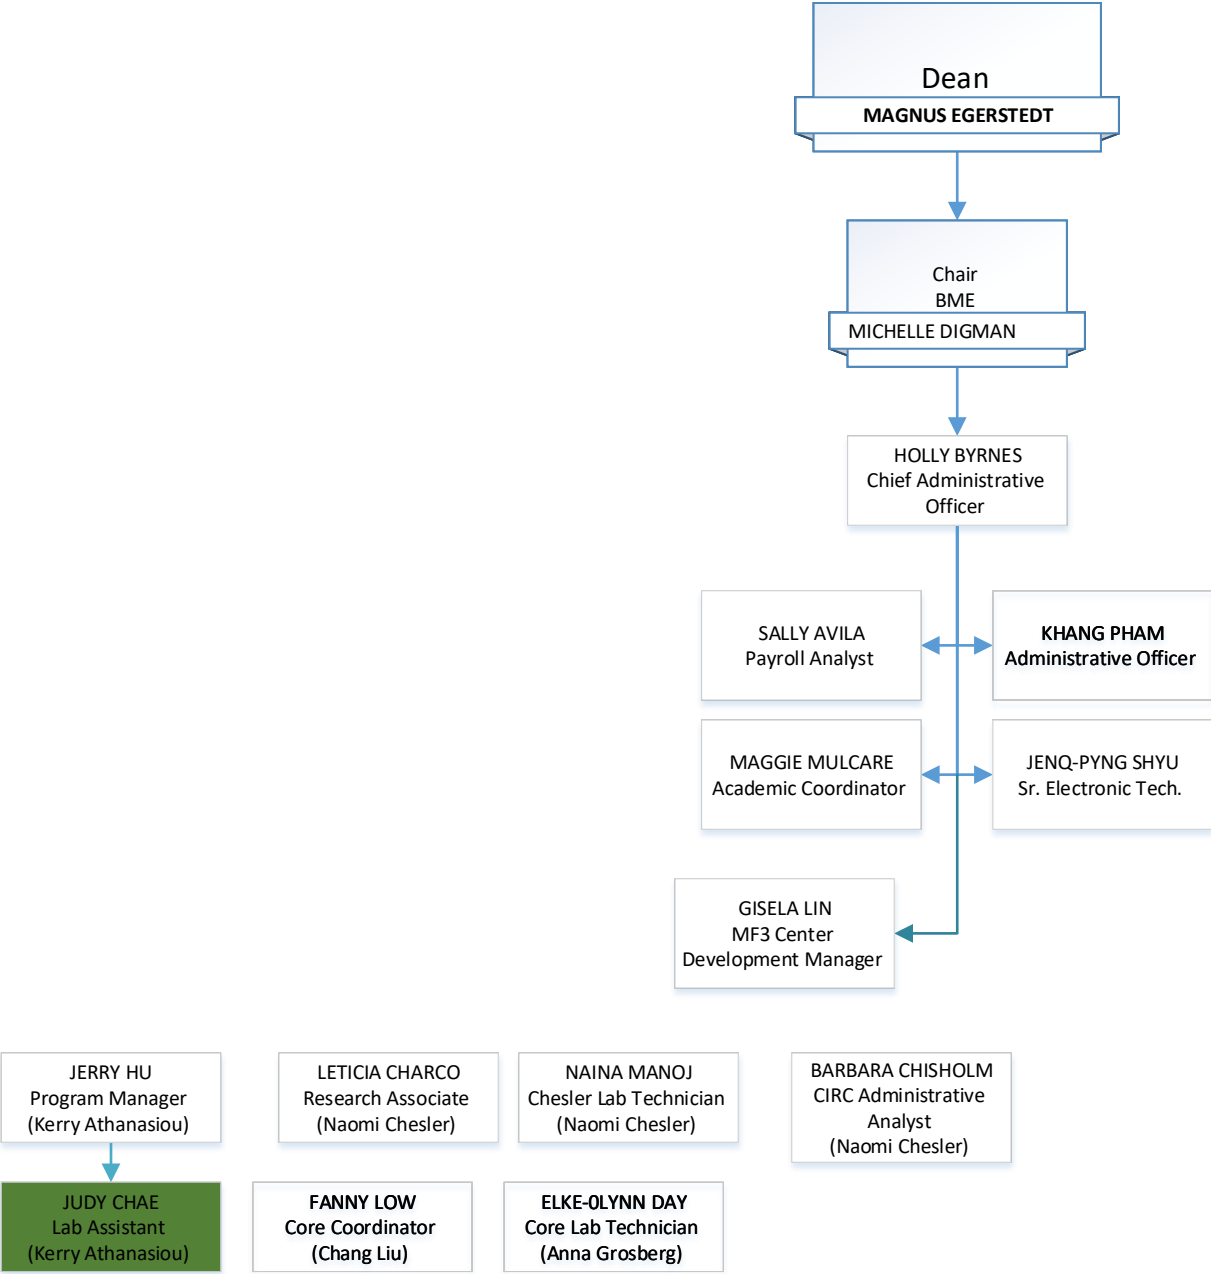 Dean
MAGNUS EGERSTEDT
Chair
BME
MICHELLE DIGMAN
HOLLY BYRNES
Chief Administrative
Officer
SALLY AVILA
Payroll Analyst
KHANG PHAM
Administrative Officer
MAGGIE MULCARE
Academic Coordinator
JENQ-PYNG SHYU
Sr. Electronic Tech.
GISELA LIN
MF3 Center
Development Manager
JERRY HU
Program Manager
(Kerry Athanasiou)
LETICIA CHARCO
Research Associate
(Naomi Chesler)
NAINA MANOJ
Chesler Lab Technician
(Naomi Chesler)
BARBARA CHISHOLM
CIRC Administrative
Analyst
(Naomi Chesler)
JUDY CHAE
Lab Assistant
(Kerry Athanasiou)
FANNY LOW
Core Coordinator
(Chang Liu)
ELKE-0LYNN DAY
Core Lab Technician
(Anna Grosberg)